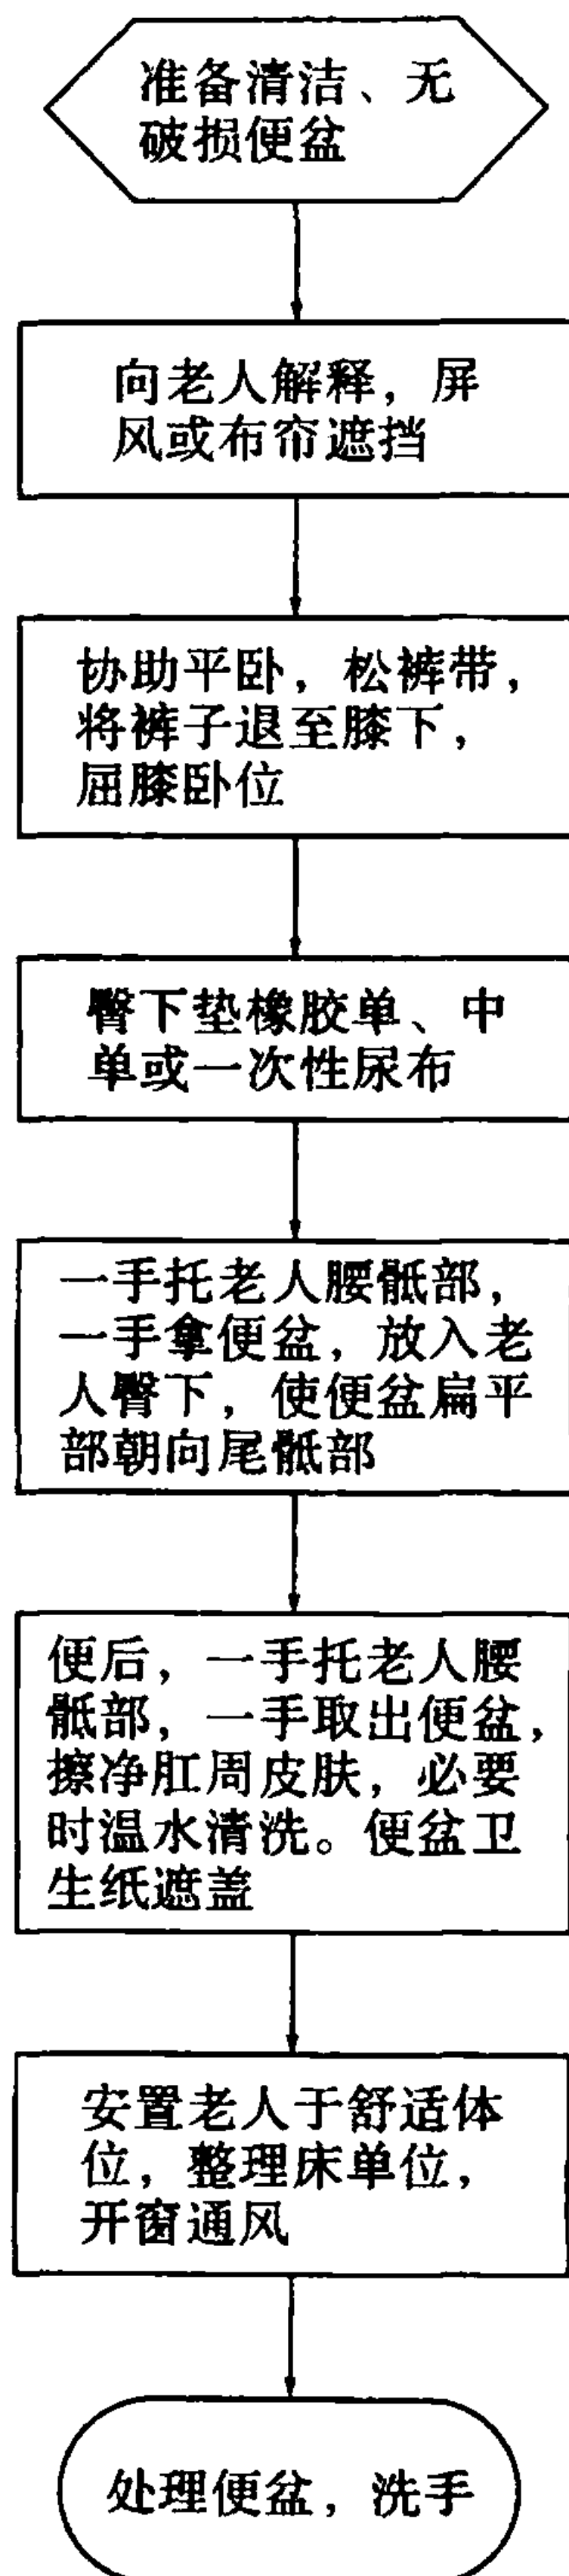 准备清洁、无
破损便盆
向老人解释，屏
风或布帘遮挡
协助平卧，松裤带，
将裤子退至膝下，
屈膝卧位
臀下垫橡胶单、中
单或一次性尿布
一手托老人腰骶部，
一手拿便盆，放入老
人臀下，使便盆扁平
部朝向尾骶部
便后，一手托老人腰
骶部，一手取出便盆，
擦净肛周皮肤，必要
时温水清洗。便盆卫
生纸遮盖
安置老人于舒适体
位，整理床单位，
开窗通风
处理便盆，洗手